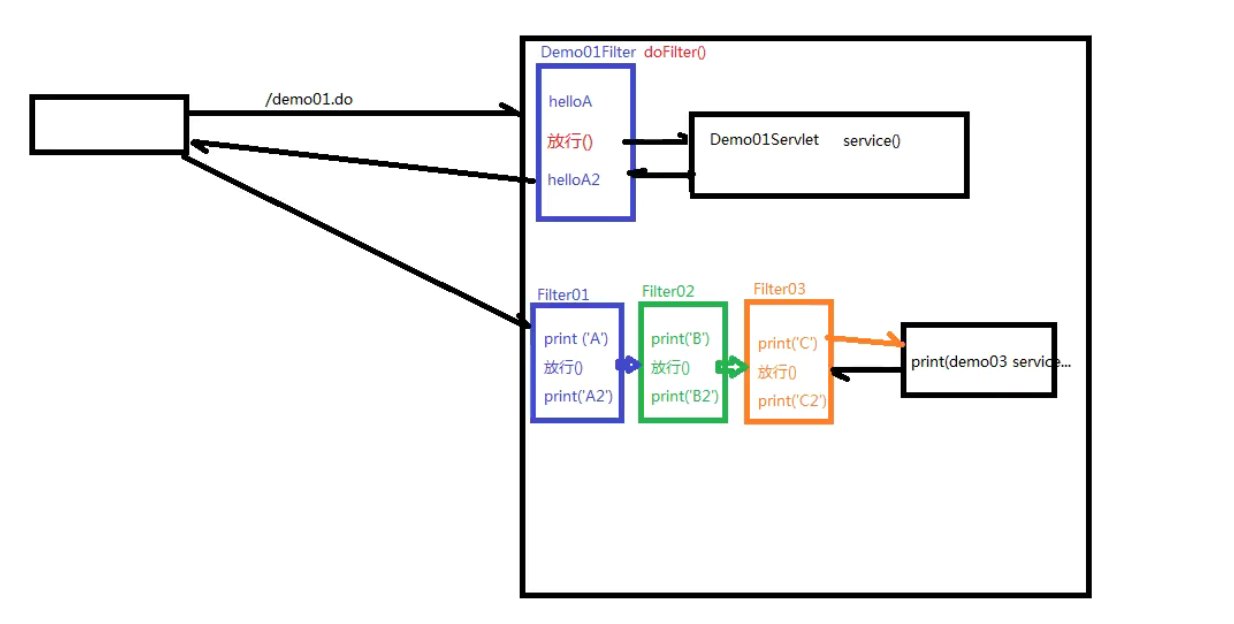 Demo01Filter doFilter()
/demo01.do
helloA
放行()
helloA2
Demo01Servlet service()
Filter01
print ('A')
放行()
print('A2')
Filter02
print('B')
放行()
print('B2')
Filter03
print('C')
放行()
print('C2')
print(demo03 service...